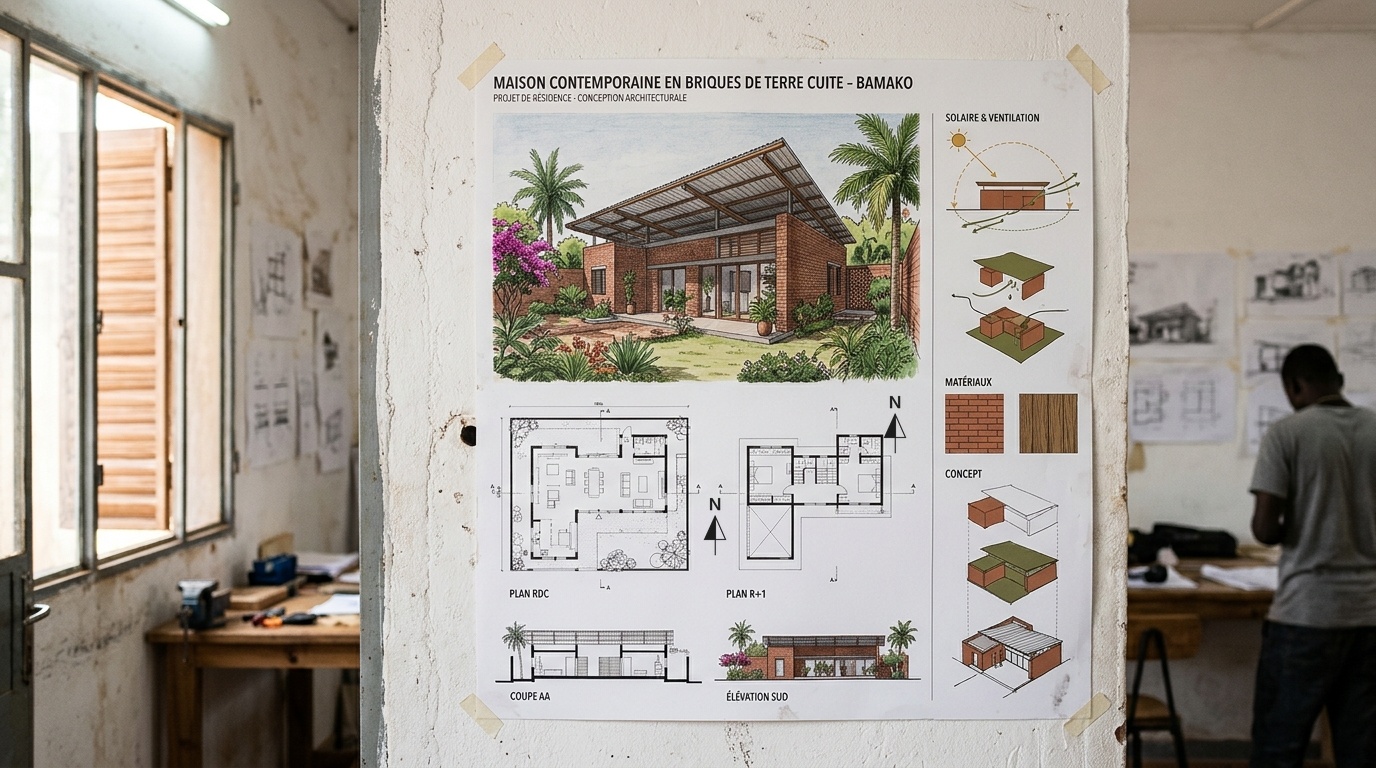 MAISON CONTEMPORAINE EN BRIQUES DE TERRE CUITE – BAMAKO
PROJET DE RÉSIDENCE - CONCEPTION ARCHITECTURALE
SOLAIRE & VENTILATION
MATÉRIAUX
CONCEPT
N
N
A
A
A
A
A
A
PLAN RDC
PLAN R+1
COUPE AA
ÉLÉVATION SUD